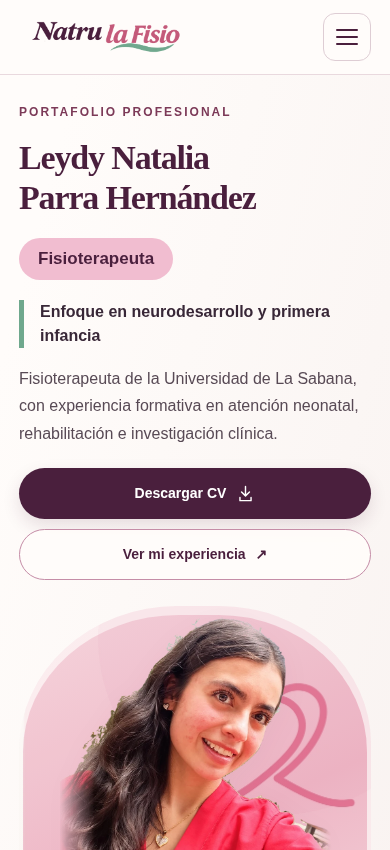 Natru la Fisio
PORTAFOLIO PROFESIONAL
Leydy Natalia
Parra Hernández
Fisioterapeuta
Enfoque en neurodesarrollo y primera
infancia
Fisioterapeuta de la Universidad de La Sabana,
con experiencia formativa en atención neonatal,
rehabilitación e investigación clínica.
Descargar CV
Ver mi experiencia ↗